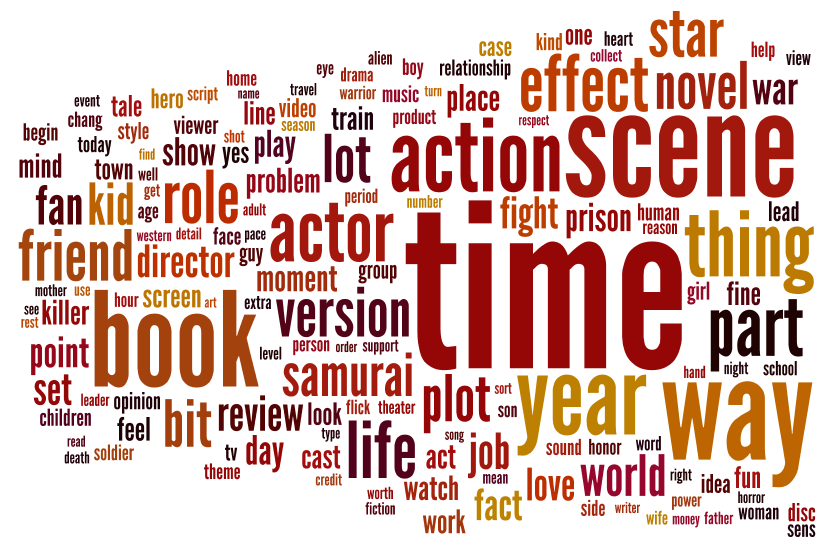 star
kind
one
heart
case
collect
help
view
alien
relationship
eye
drama
boy
home
effect
novel
war
travel
warrior
music
turn
place
name
script
hero
event
tale
line
video
train
product
respect
chang
style
viewer
season
begin
shot
action
scene
today
find
show
yes
play
lot
mind
town
well
problem
fan
kid
get
age
role
adult
period
number
fight
prison
human
reason
lead
thing
actor
time
friend
western
detail
face
pace
director
guy
moment
group
mother
use
girl
fine
hour
screen
art
extra
version
part
see
rest
killer
book
level
person
order
support
point
samurai
night
school
hand
set
leader
opinion
plot
sort
year
way
children
feel
bit
review
look
flick
theater
son
type
song
read
death
soldier
tv
day
cast
life
act
job
sound
honor
word
theme
credit
mean
world
right
idea
fun
watch
love
horror
worth
fiction
fact
power
side
writer
woman
disc
work
wife
money
father
sens